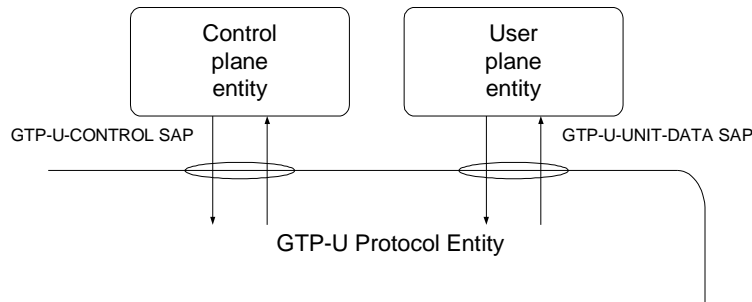 Control
plane
entity
User
plane
entity
GTP-U-CONTROL SAP
GTP-U-UNIT-DATA SAP
GTP-U Protocol Entity